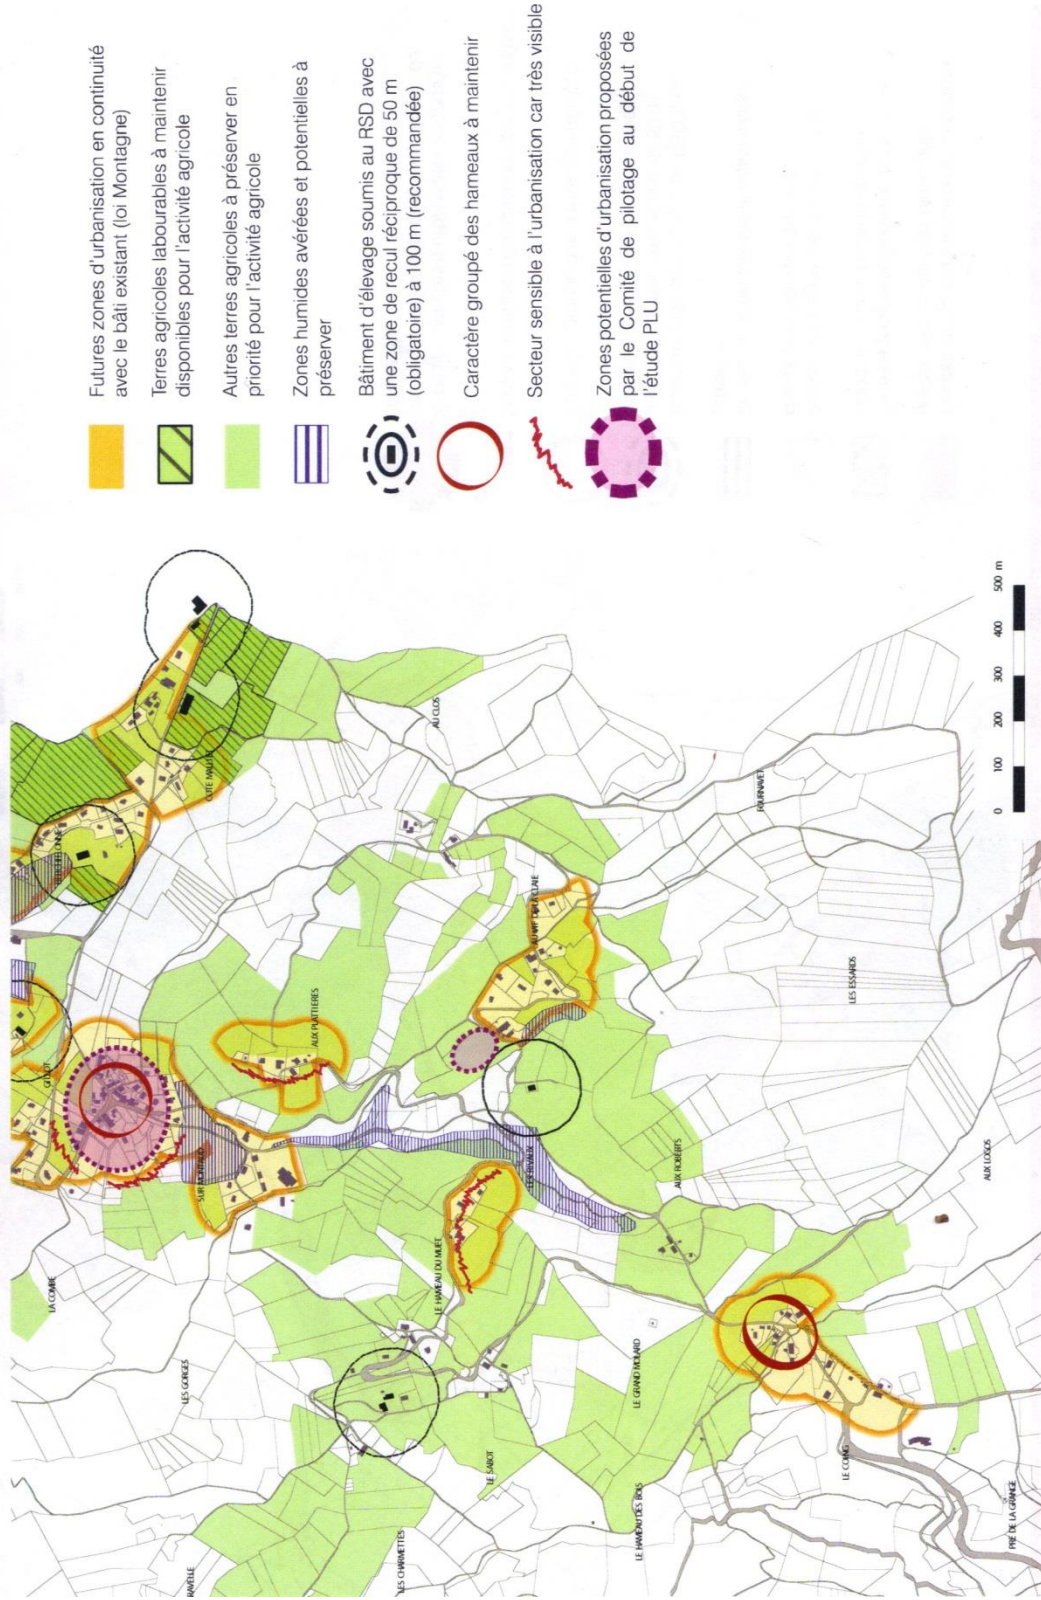 Futures zones d'urbanisation en continuité
avec le bâti existant (loi Montagne)
Terres agricoles labourables à maintenir
disponibles pour l'activité agricole
Autres terres agricoles à préserver en
priorité pour l'activité agricole
Zones humides avérées et potentielles à
préserver
Bâtiment d'élevage soumis au RSD avec
une zone de recul réciproque de 50 m
(obligatoire) à 100 m (recommandée)
Caractère groupé des hameaux à maintenir
Secteur sensible à l'urbanisation car très visible
Zones potentielles d'urbanisation proposées
par le Comité de pilotage au début de
l'étude PLU
LA COMBE
SUR MONTAUD
AUX PLATTIERES
COTE MAUSET
LES GORGES
LE HAMEAU DU MUET
AU CLOS
RAVELLE
LES CHARMETTES
LE SABOT
LE GRAND MOLARD
AUX ROBERTS
LE HAMEAU DES BOIS
LE COING
LES ESSARDS
FOURNAVET
PRE DE LA GRANGE
AUX LOGOS
0 100 200 300 400 500 m